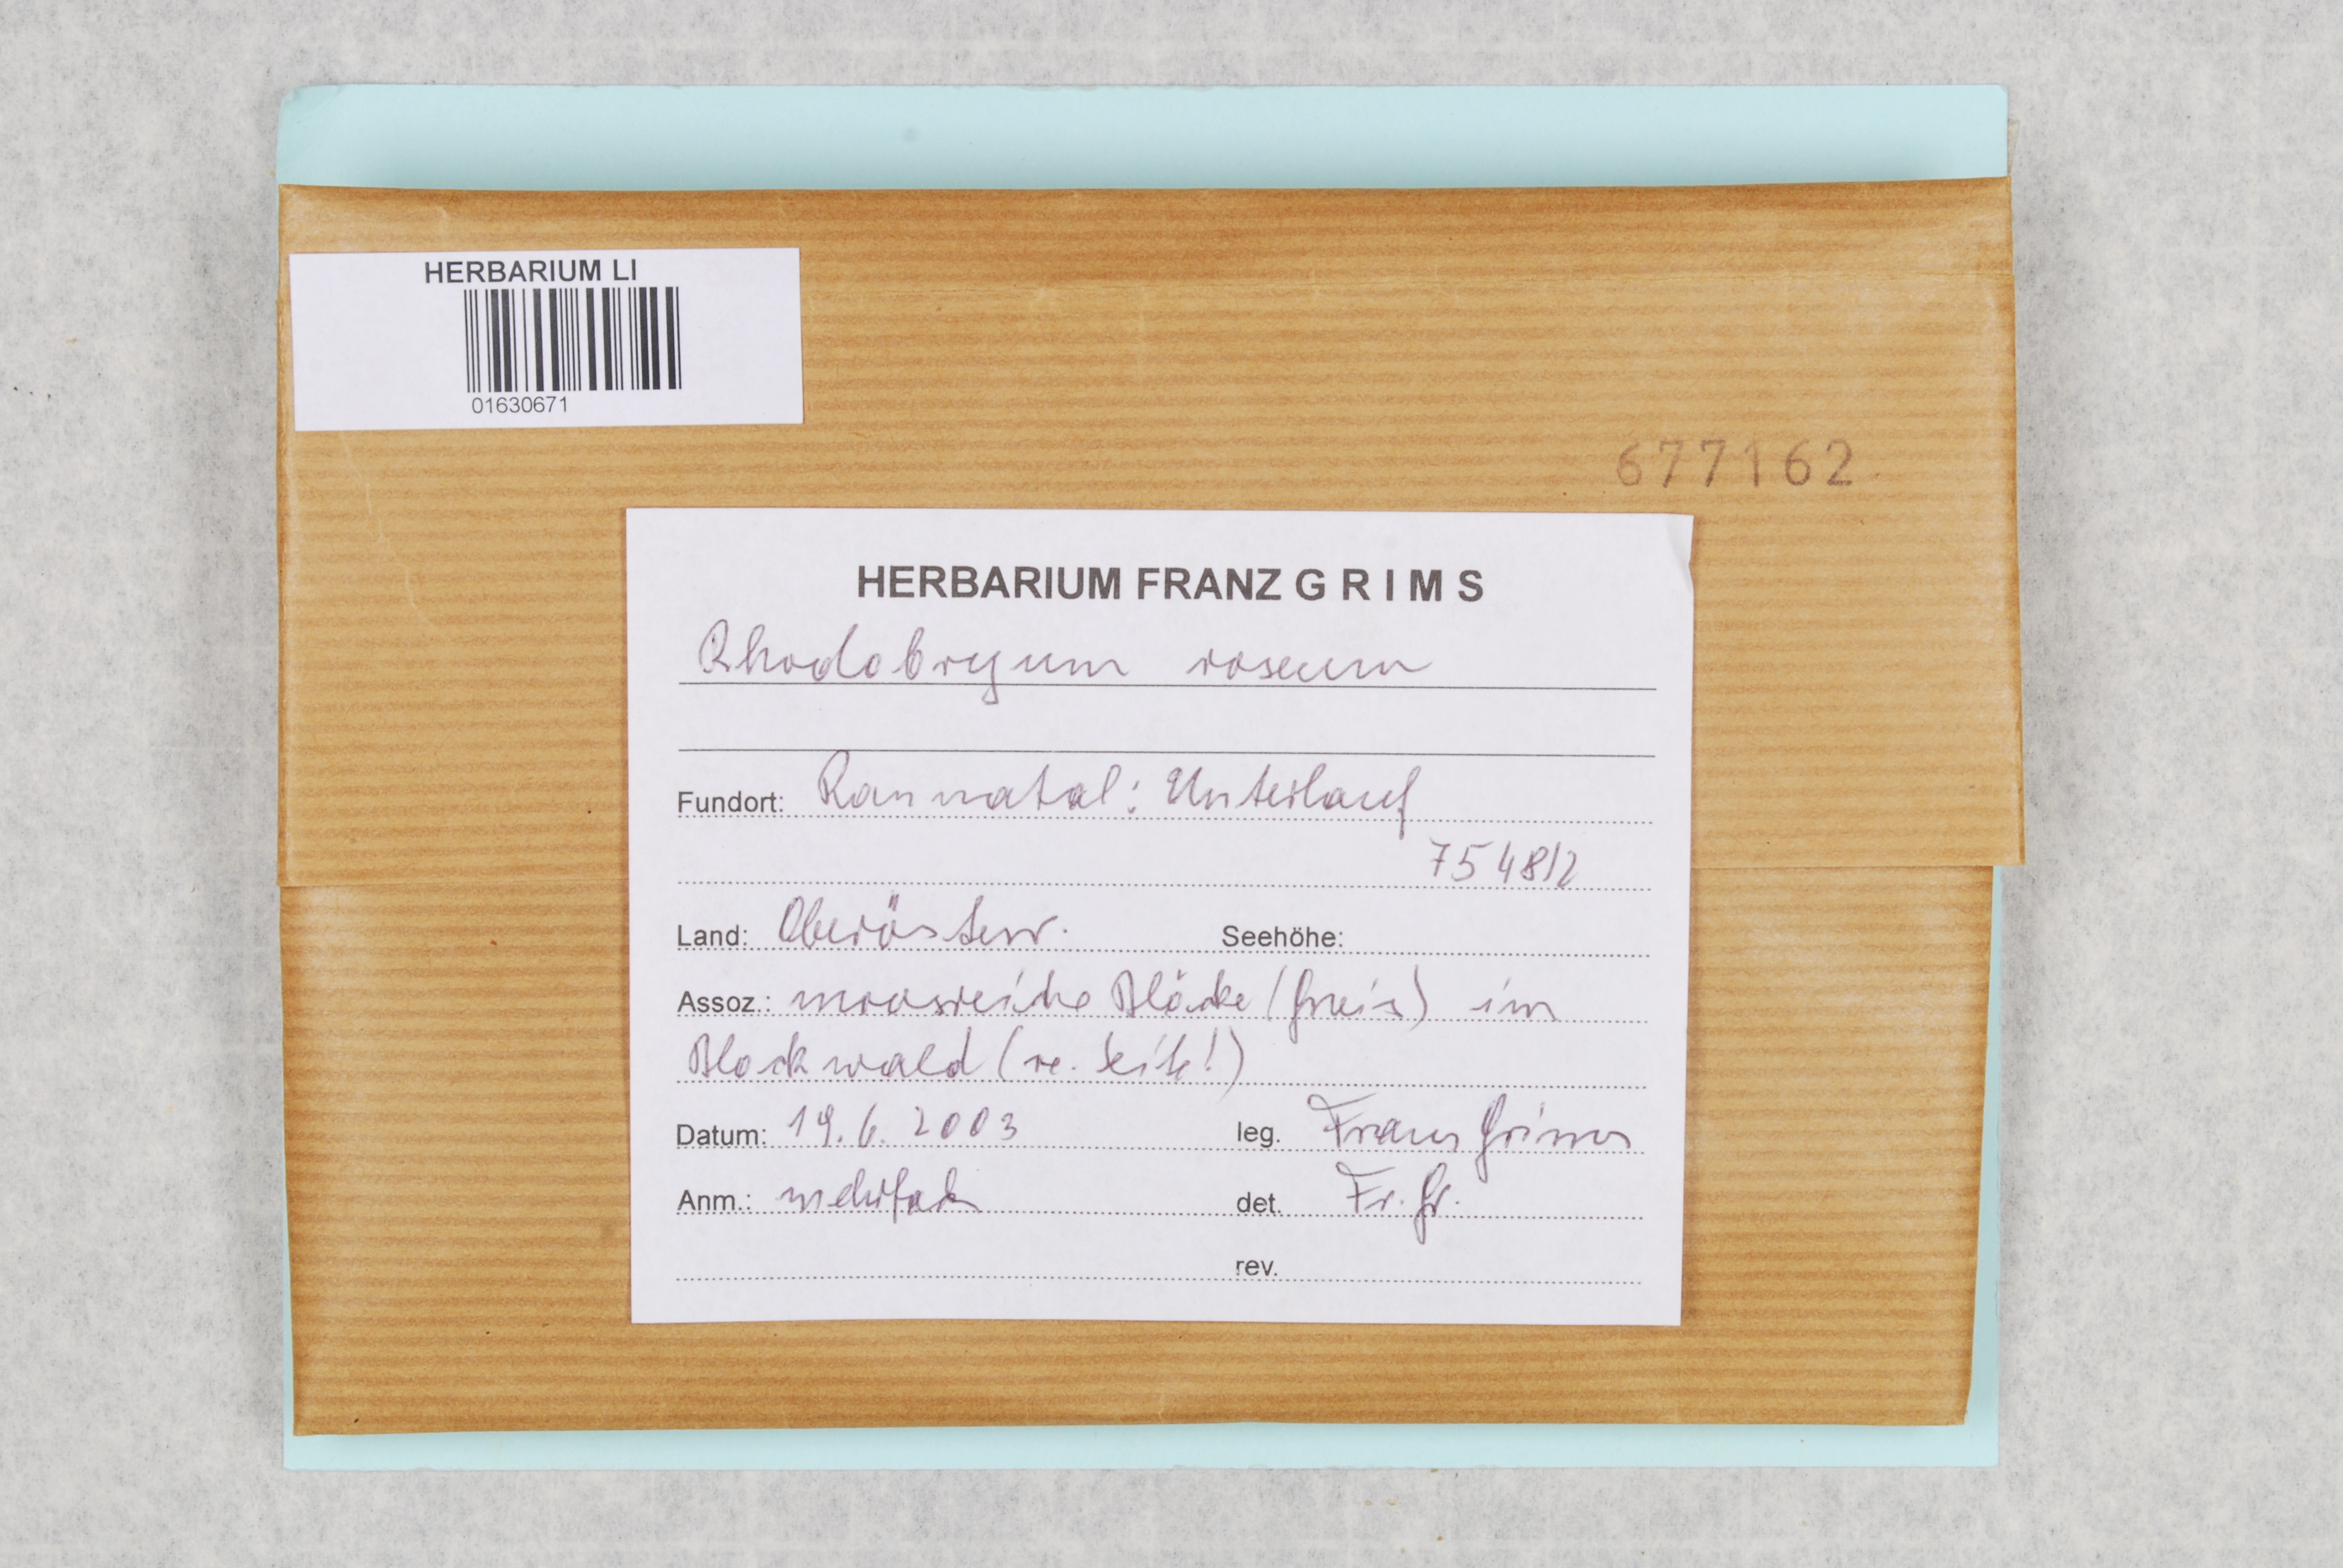 HERBARIUM LI
01630671
677162
HERBARIUM FRANZ G R I M S
Rhodobryum roseum
Fundort: Rannatal: Unterlauf
7548/2
Land: Oberösterr. Seehöhe:
Assoz.: moosreiche Blöcke (Gneis) im
Blockwald (re. Seite!)
Datum: 19.6.2003 leg. Franz Grims
Anm.: mehrfach det. Fr. Gr.
rev.